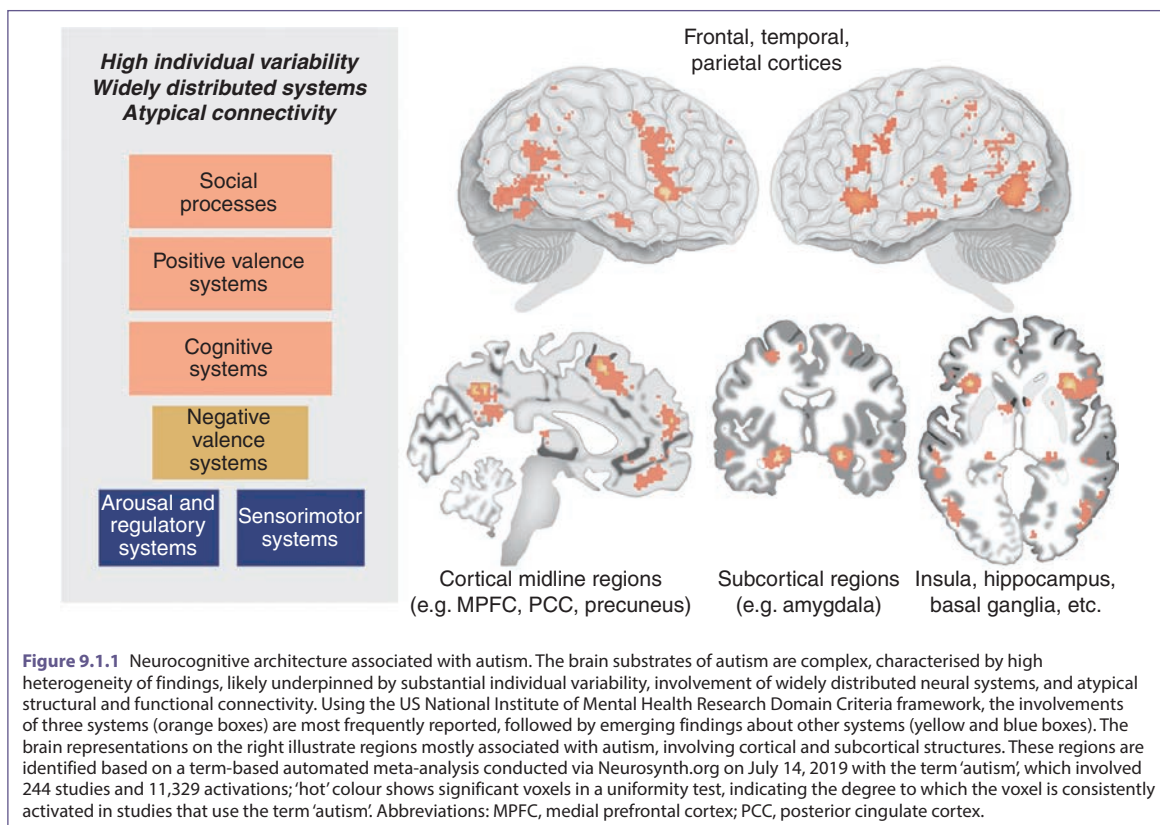 High individual variability
Widely distributed systems
Atypical connectivity
Social
processes
Positive valence
systems
Cognitive
systems
Negative
valence
systems
Arousal and
regulatory
systems
Sensorimotor
systems
Frontal, temporal,
parietal cortices
Cortical midline regions
(e.g. MPFC, PCC, precuneus)
Subcortical regions
(e.g. amygdala)
Insula, hippocampus,
basal ganglia, etc.
Figure 9.1.1 Neurocognitive architecture associated with autism. The brain substrates of autism are complex, characterised by high
heterogeneity of findings, likely underpinned by substantial individual variability, involvement of widely distributed neural systems, and atypical
structural and functional connectivity. Using the US National Institute of Mental Health Research Domain Criteria framework, the involvements
of three systems (orange boxes) are most frequently reported, followed by emerging findings about other systems (yellow and blue boxes). The
brain representations on the right illustrate regions mostly associated with autism, involving cortical and subcortical structures. These regions are
identified based on a term-based automated meta-analysis conducted via Neurosynth.org on July 14, 2019 with the term ‘autism’, which involved
244 studies and 11,329 activations; ‘hot’ colour shows significant voxels in a uniformity test, indicating the degree to which the voxel is consistently
activated in studies that use the term ‘autism’. Abbreviations: MPFC, medial prefrontal cortex; PCC, posterior cingulate cortex.